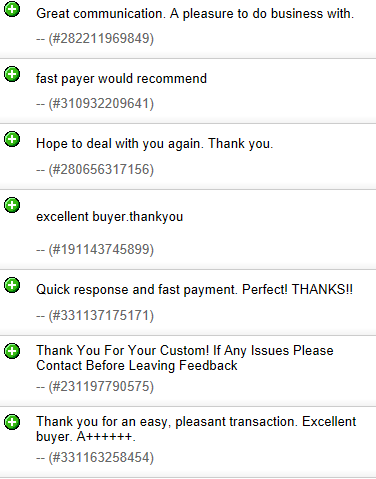 Great communication. A pleasure to do business with.
-- (#282211969849)
fast payer would recommend
-- (#310932209641)
Hope to deal with you again. Thank you.
-- (#280656317156)
excellent buyer.thankyou
-- (#191143745899)
Quick response and fast payment. Perfect! THANKS!!
-- (#331137175171)
Thank You For Your Custom! If Any Issues Please
Contact Before Leaving Feedback
-- (#231197790575)
Thank you for an easy, pleasant transaction. Excellent
buyer. A++++++.
-- (#331163258454)